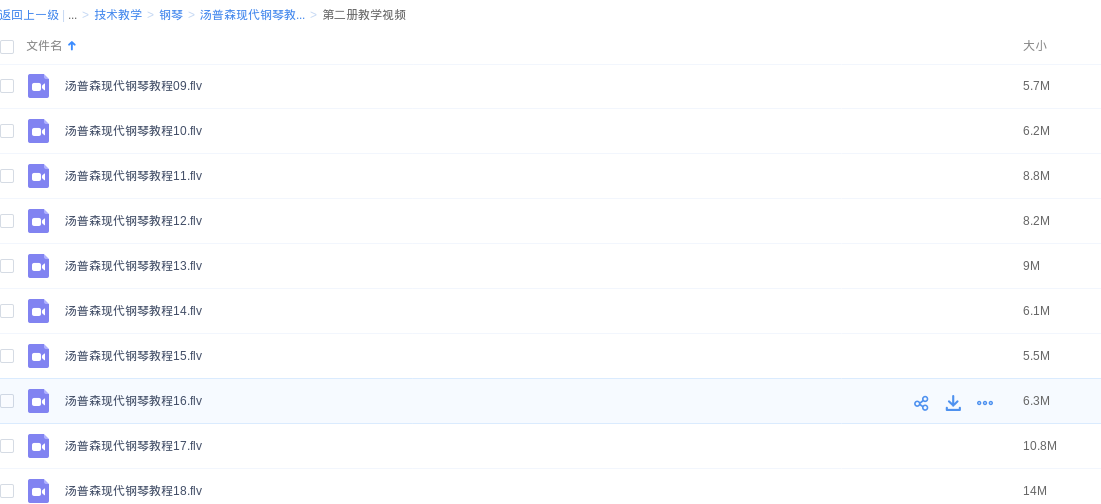 返回上一级 | ... > 技术教学 > 钢琴 > 汤普森现代钢琴教... > 第二册教学视频
文件名 大小
汤普森现代钢琴教程09.flv 5.7M
汤普森现代钢琴教程10.flv 6.2M
汤普森现代钢琴教程11.flv 8.8M
汤普森现代钢琴教程12.flv 8.2M
汤普森现代钢琴教程13.flv 9M
汤普森现代钢琴教程14.flv 6.1M
汤普森现代钢琴教程15.flv 5.5M
汤普森现代钢琴教程16.flv 6.3M
汤普森现代钢琴教程17.flv 10.8M
汤普森现代钢琴教程18.flv 14M